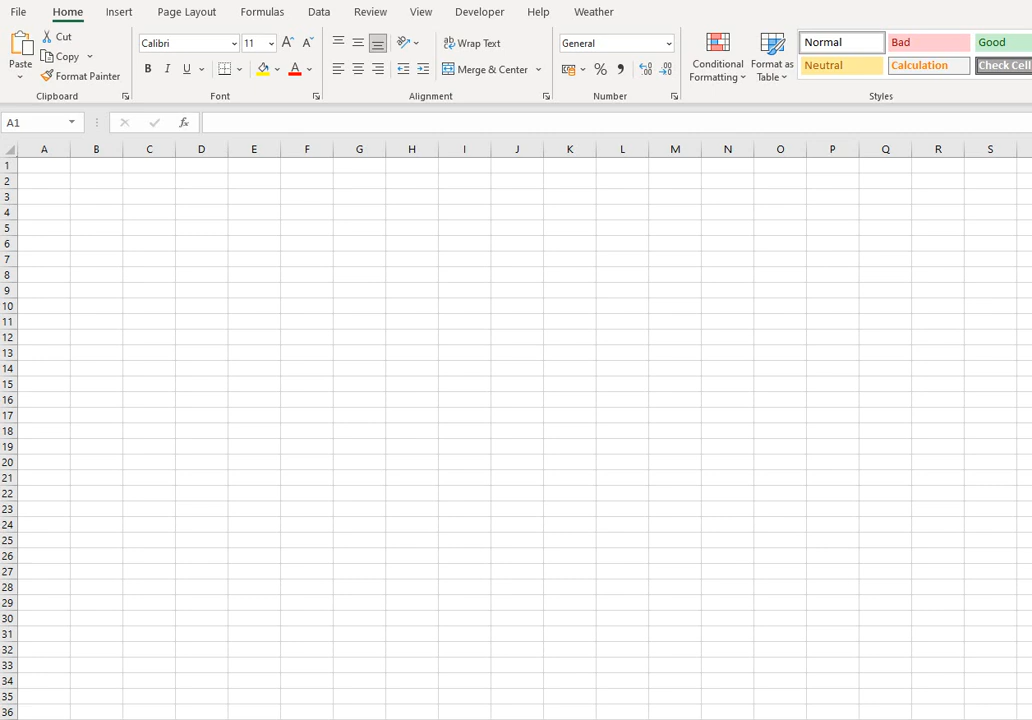 File Home Insert Page Layout Formulas Data Review View Developer Help Weather
Paste
Cut
Copy
Format Painter
Clipboard
Calibri 11
B I U
Font
Wrap Text
Merge & Center
Alignment
General
%
Number
Conditional
Formatting
Format as
Table
Normal Bad Good
Neutral Calculation Check Cell
Styles
A1 fx
A B C D E F G H I J K L M N O P Q R S
1
2
3
4
5
6
7
8
9
10
11
12
13
14
15
16
17
18
19
20
21
22
23
24
25
26
27
28
29
30
31
32
33
34
35
36